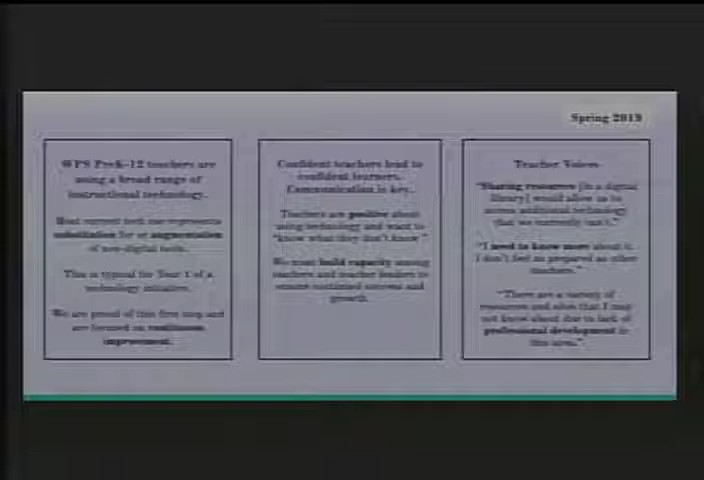 Spring 2019
WPS PreK-12 teachers are
using a broad range of
instructional technology.
Most current tech use represents
substitution for or augmentation
of non-digital tools.
This is typical for Year 1 of a
technology initiative.
We are proud of this first step and
are focused on continuous
improvement.
Confident teachers lead to
confident learners.
Communication is key.
Teachers are positive about
using technology and want to
"know what they don't know."
We must build capacity among
teachers and teacher leaders to
ensure continued success and
growth.
Teacher Voices
"Sharing resources [in a digital
library] would allow us to
access additional technology
that we currently can't."
"I need to know more about it.
I don't feel as prepared as other
teachers."
"There are a variety of
resources and sites that I may
not know about due to lack of
professional development in
this area."